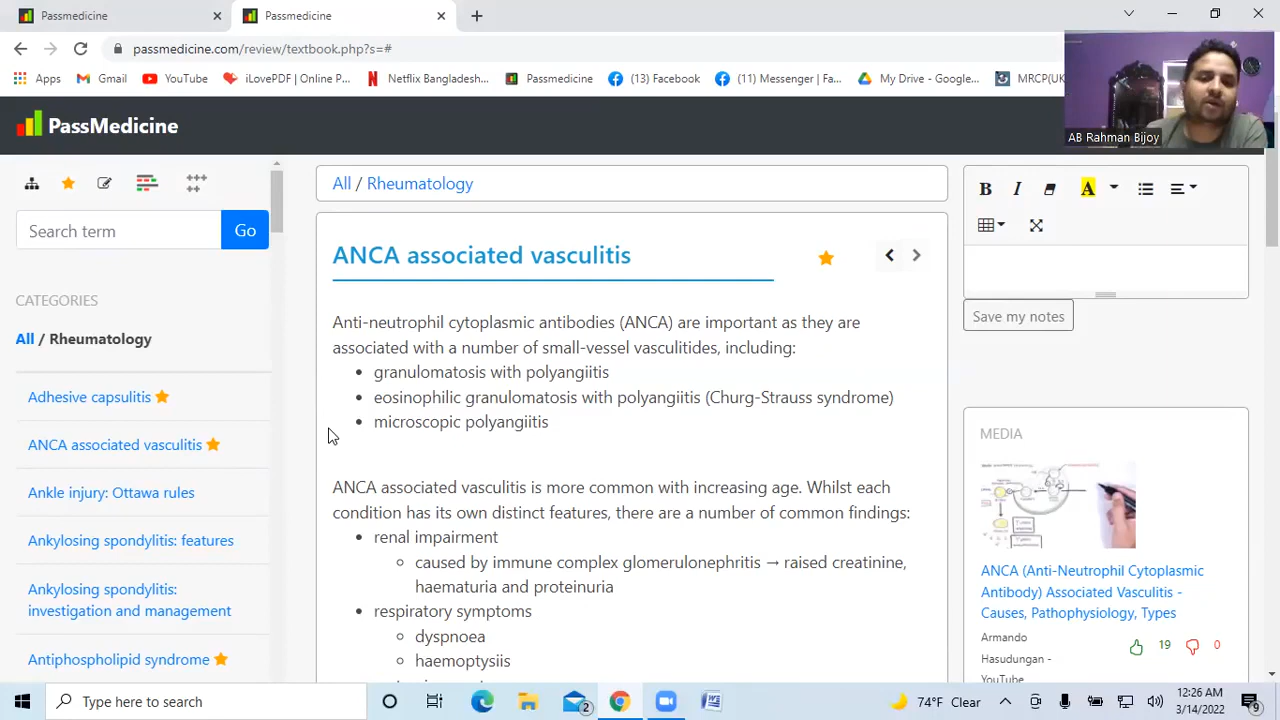 Passmedicine
Passmedicine
passmedicine.com/review/textbook.php?s=#
Apps
Gmail
YouTube
iLovePDF | Online P...
Netflix Bangladesh...
Passmedicine
(13) Facebook
(11) Messenger | Fa...
My Drive - Google...
MRCP(UK
AB Rahman Bijoy
PassMedicine
Search term
Go
CATEGORIES
All / Rheumatology
Adhesive capsulitis
ANCA associated vasculitis
Ankle injury: Ottawa rules
Ankylosing spondylitis: features
Ankylosing spondylitis:
investigation and management
Antiphospholipid syndrome
All / Rheumatology
ANCA associated vasculitis
Anti-neutrophil cytoplasmic antibodies (ANCA) are important as they are
associated with a number of small-vessel vasculitides, including:
• granulomatosis with polyangiitis
• eosinophilic granulomatosis with polyangiitis (Churg-Strauss syndrome)
• microscopic polyangiitis
ANCA associated vasculitis is more common with increasing age. Whilst each
condition has its own distinct features, there are a number of common findings:
• renal impairment
caused by immune complex glomerulonephritis → raised creatinine,
haematuria and proteinuria
• respiratory symptoms
dyspnoea
haemoptysiis
B I A
Save my notes
MEDIA
ANCA (Anti-Neutrophil Cytoplasmic
Antibody) Associated Vasculitis -
Causes, Pathophysiology, Types
Armando
Hasudungan -
YouTube
19
0
Type here to search
2
74°F Clear
12:26 AM
3/14/2022
9